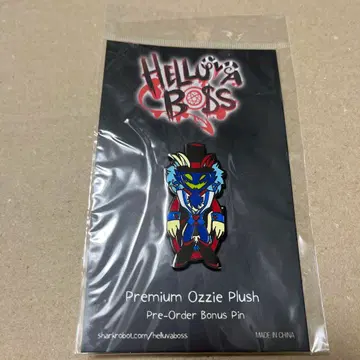 HELLUVA
BOSS
Premium Ozzie Plush
Pre-Order Bonus Pin
sharkrobot.com/helluvaboss MADE IN CHINA